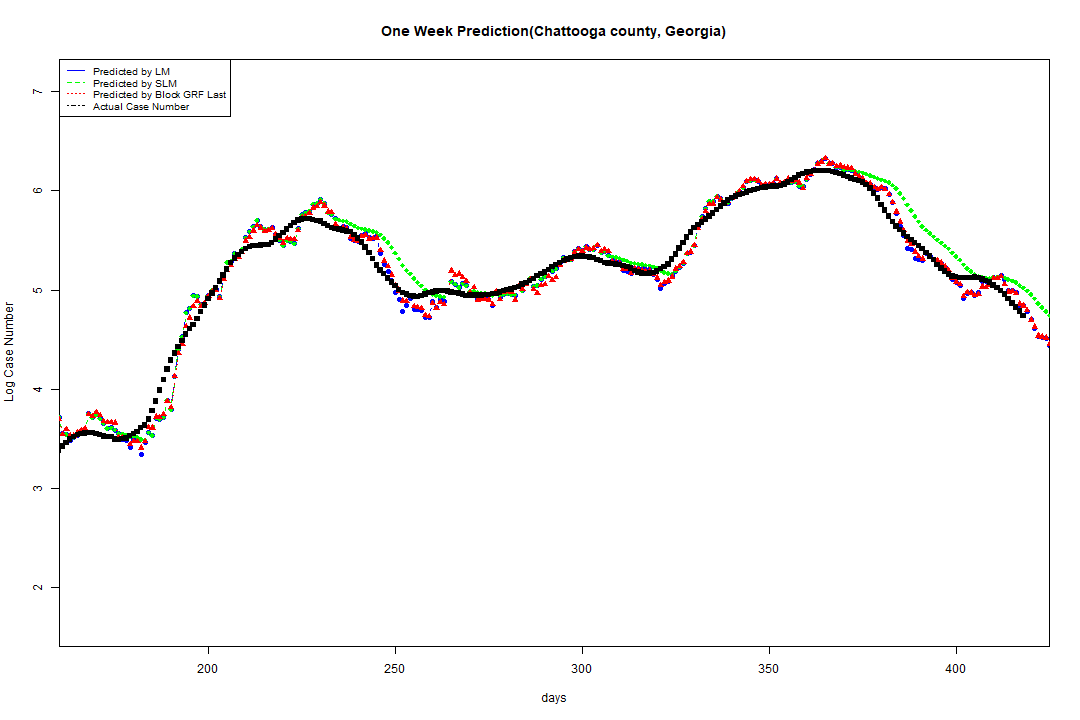 One Week Prediction(Chattooga county, Georgia)
Predicted by LM
Predicted by SLM
Predicted by Block GRF Last
Actual Case Number
7
6
5
4
3
2
Log Case Number
200 250 300 350 400
days